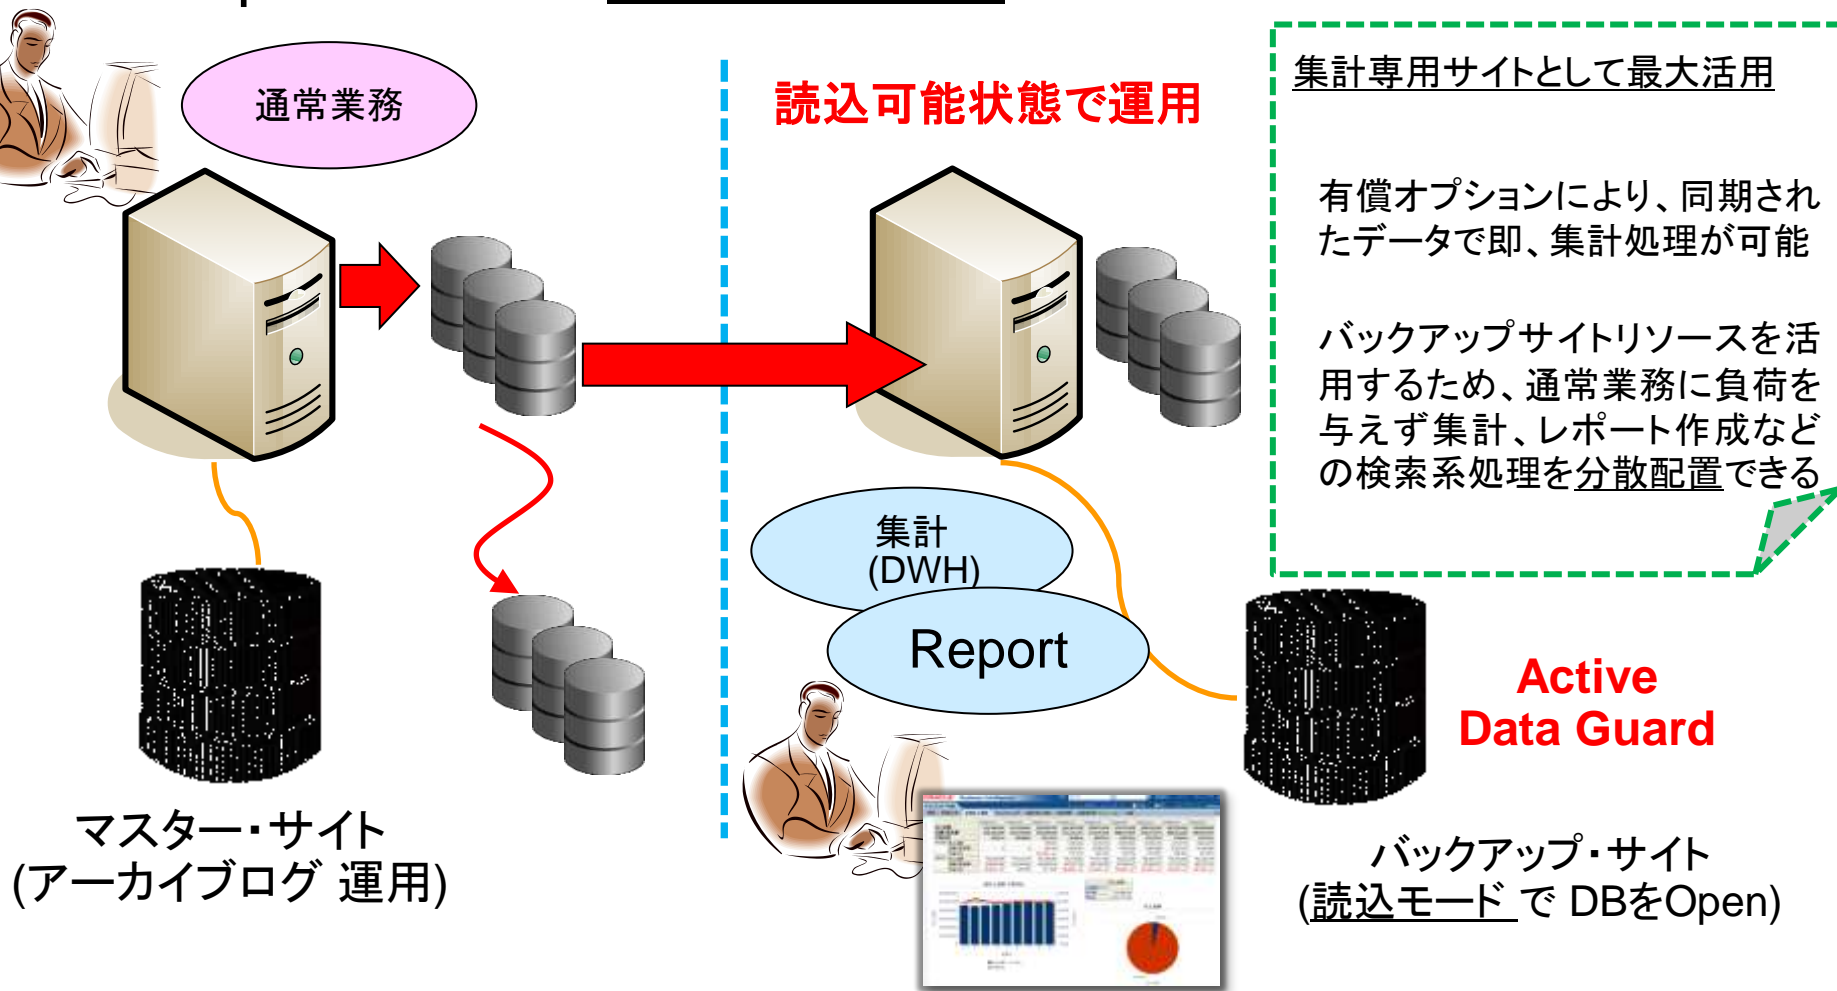 通常業務
読込可能状態で運用
集計専用サイトとして最大活用
有償オプションにより、同期され
たデータで即、集計処理が可能
バックアップサイトリソースを活
用するため、通常業務に負荷を
与えず集計、レポート作成など
の検索系処理を分散配置できる
集計
(DWH)
Report
Active
Data Guard
マスター・サイト
(アーカイブログ 運用)
バックアップ・サイト
(読込モード で DBをOpen)